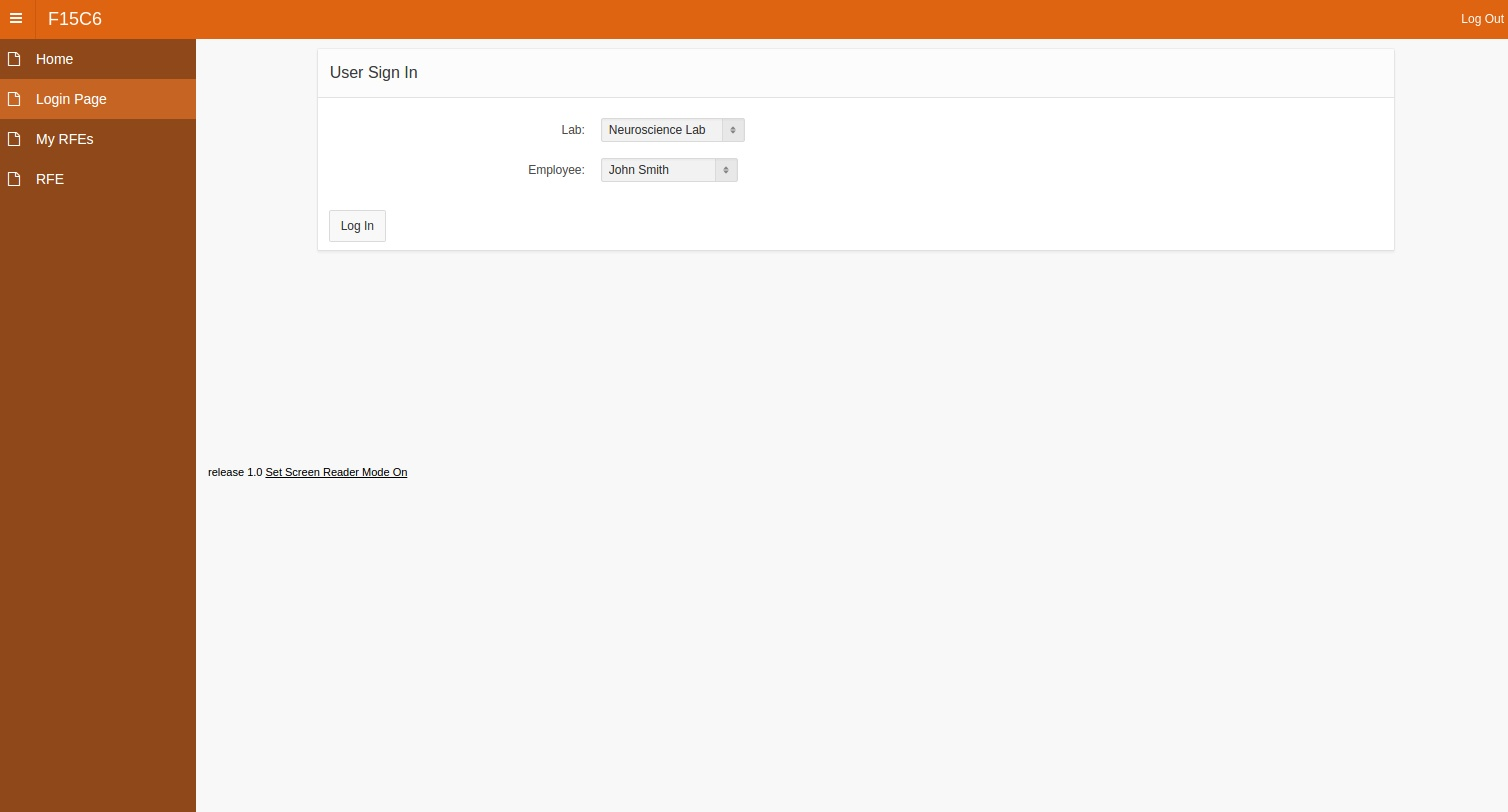 F15C6
Log Out
Home
Login Page
My RFEs
RFE
User Sign In
Lab: Neuroscience Lab
Employee: John Smith
Log In
release 1.0 Set Screen Reader Mode On